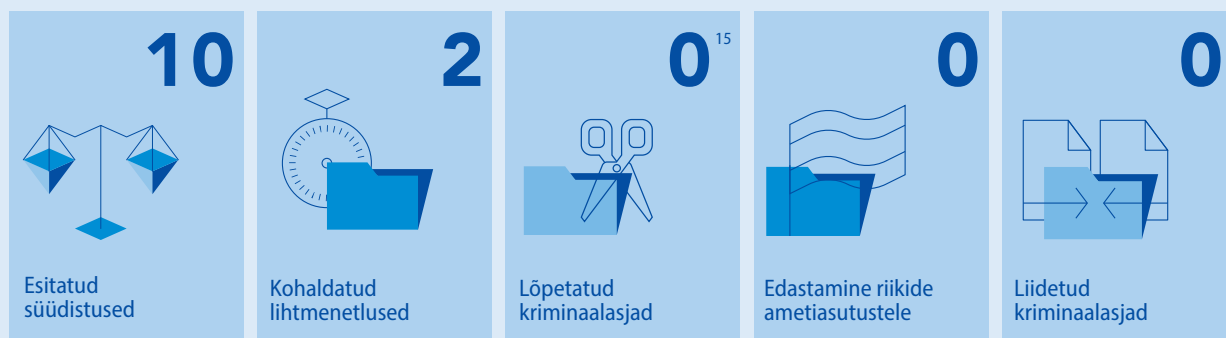 10
Esitatud
süüdistused
2
Kohaldatud
lihtmenetlused
0 15
Lõpetatud
kriminaalasjad
0
Edastamine riikide
ametiasutustele
0
Liidetud
kriminaalasjad